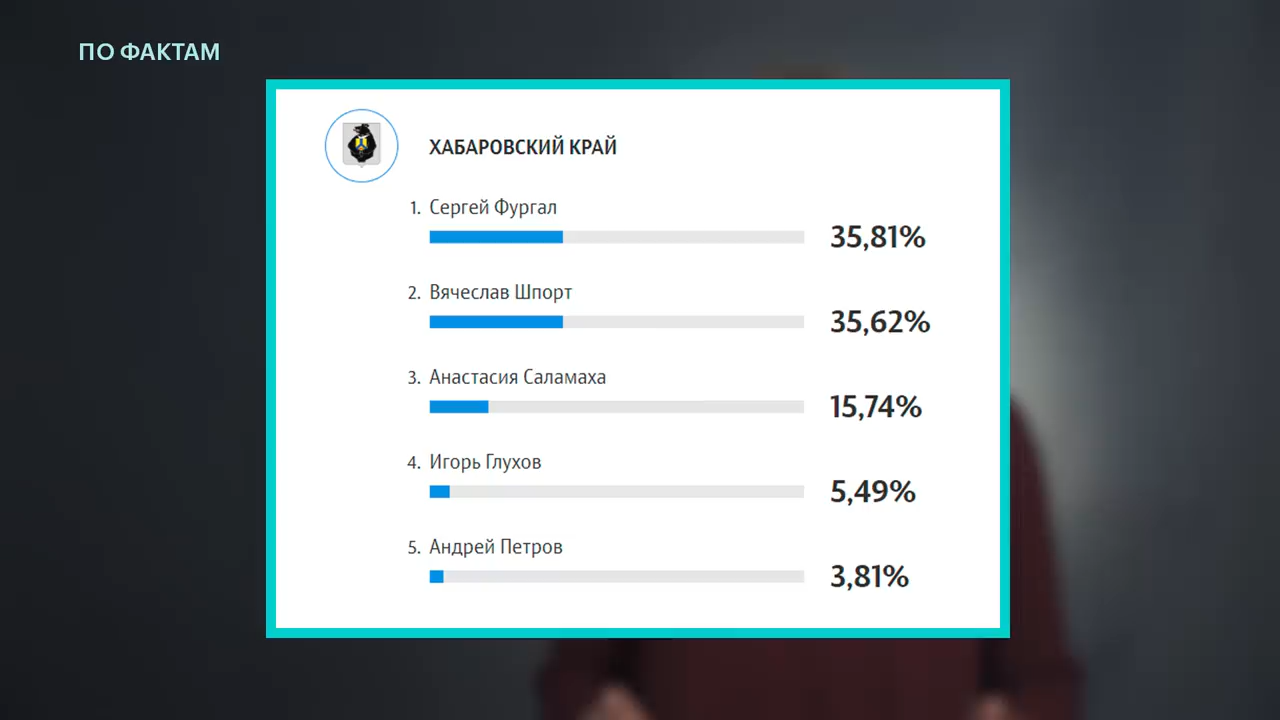 ПО ФАКТАМ
ХАБАРОВСКИЙ КРАЙ
1. Сергей Фургал
35,81%
2. Вячеслав Шпорт
35,62%
3. Анастасия Саламаха
15,74%
4. Игорь Глухов
5,49%
5. Андрей Петров
3,81%